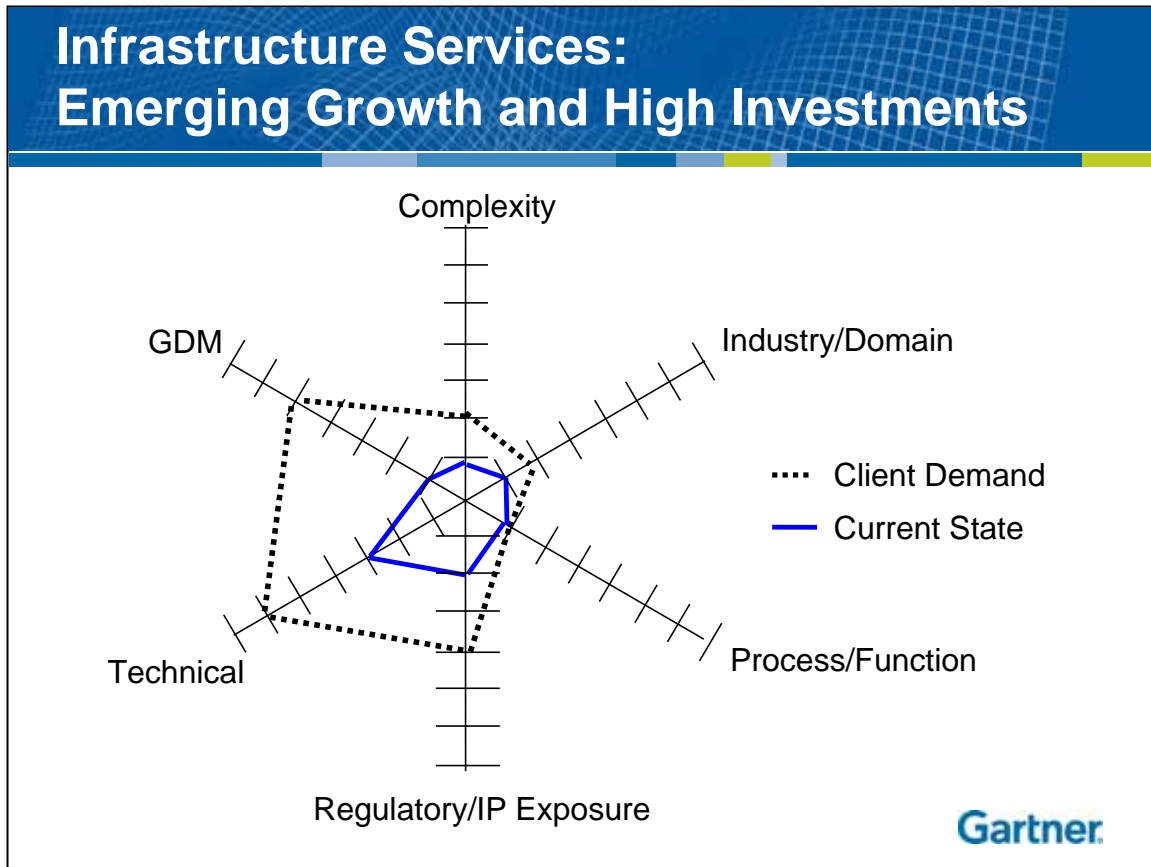 Infrastructure Services:
Emerging Growth and High Investments
Complexity
GDM
Industry/Domain
Client Demand
Current State
Technical
Process/Function
Regulatory/IP Exposure
Gartner.